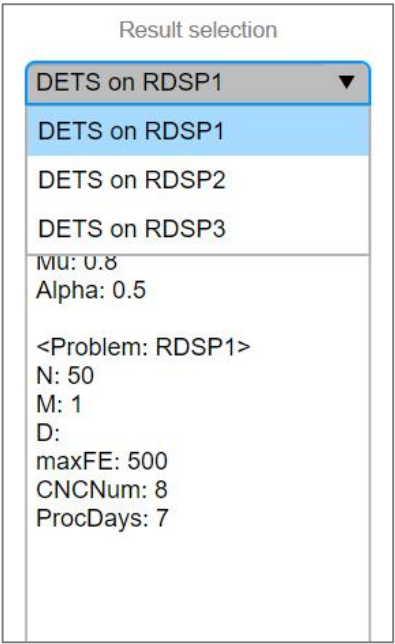 Result selection
DETS on RDSP1 ▼
DETS on RDSP1
DETS on RDSP2
DETS on RDSP3
Mu: 0.8
Alpha: 0.5
<Problem: RDSP1>
N: 50
M: 1
D:
maxFE: 500
CNCNum: 8
ProcDays: 7